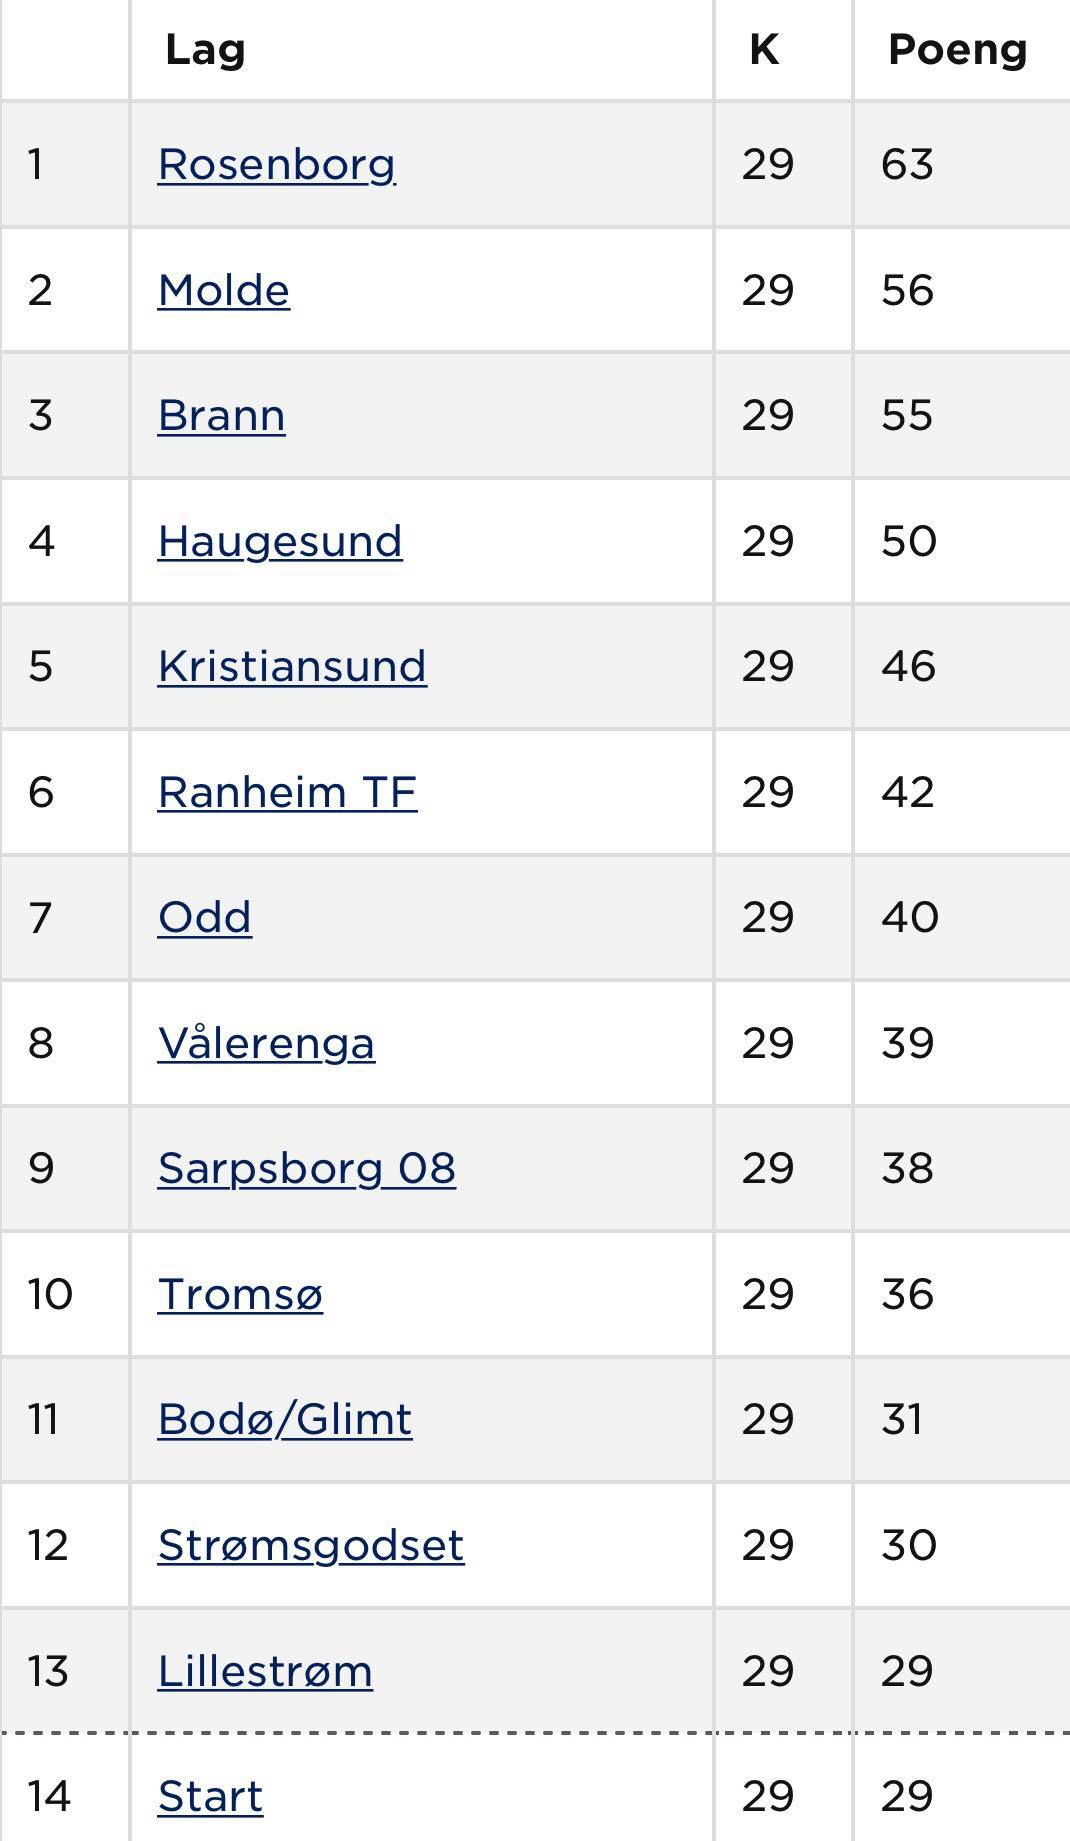 Lag K Poeng
1 Rosenborg 29 63
2 Molde 29 56
3 Brann 29 55
4 Haugesund 29 50
5 Kristiansund 29 46
6 Ranheim TF 29 42
7 Odd 29 40
8 Vålerenga 29 39
9 Sarpsborg 08 29 38
10 Tromsø 29 36
11 Bodø/Glimt 29 31
12 Strømsgodset 29 30
13 Lillestrøm 29 29
14 Start 29 29